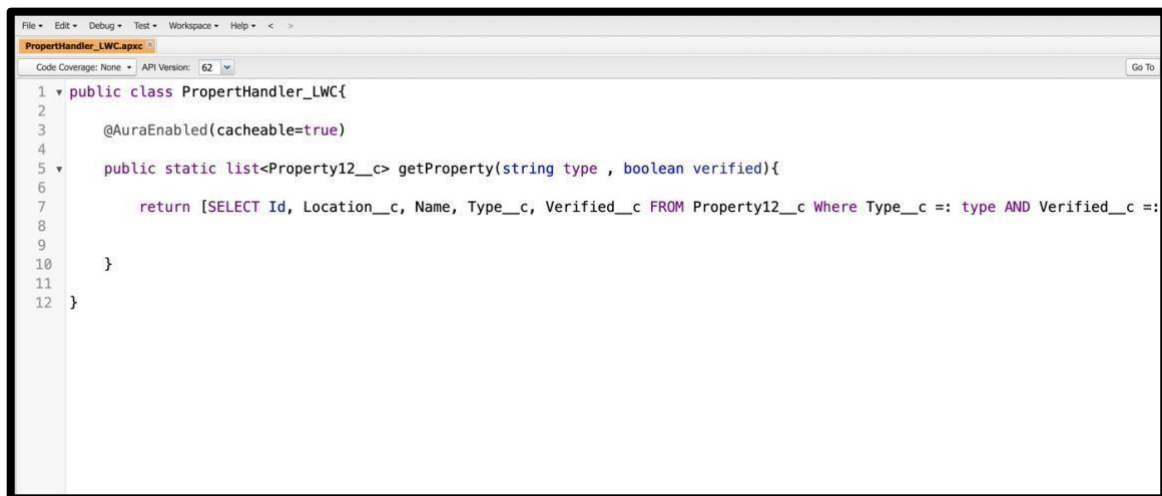 File • Edit • Debug • Test • Workspace • Help • < >
PropertHandler_LWC.apxc
Code Coverage: None • API Version: 62 Go To
1 public class PropertHandler_LWC{
2
3 @AuraEnabled(cacheable=true)
4
5 public static list<Property12__c> getProperty(string type , boolean verified){
6
7 return [SELECT Id, Location__c, Name, Type__c, Verified__c FROM Property12__c Where Type__c =: type AND Verified__c =:
8
9
10 }
11
12 }